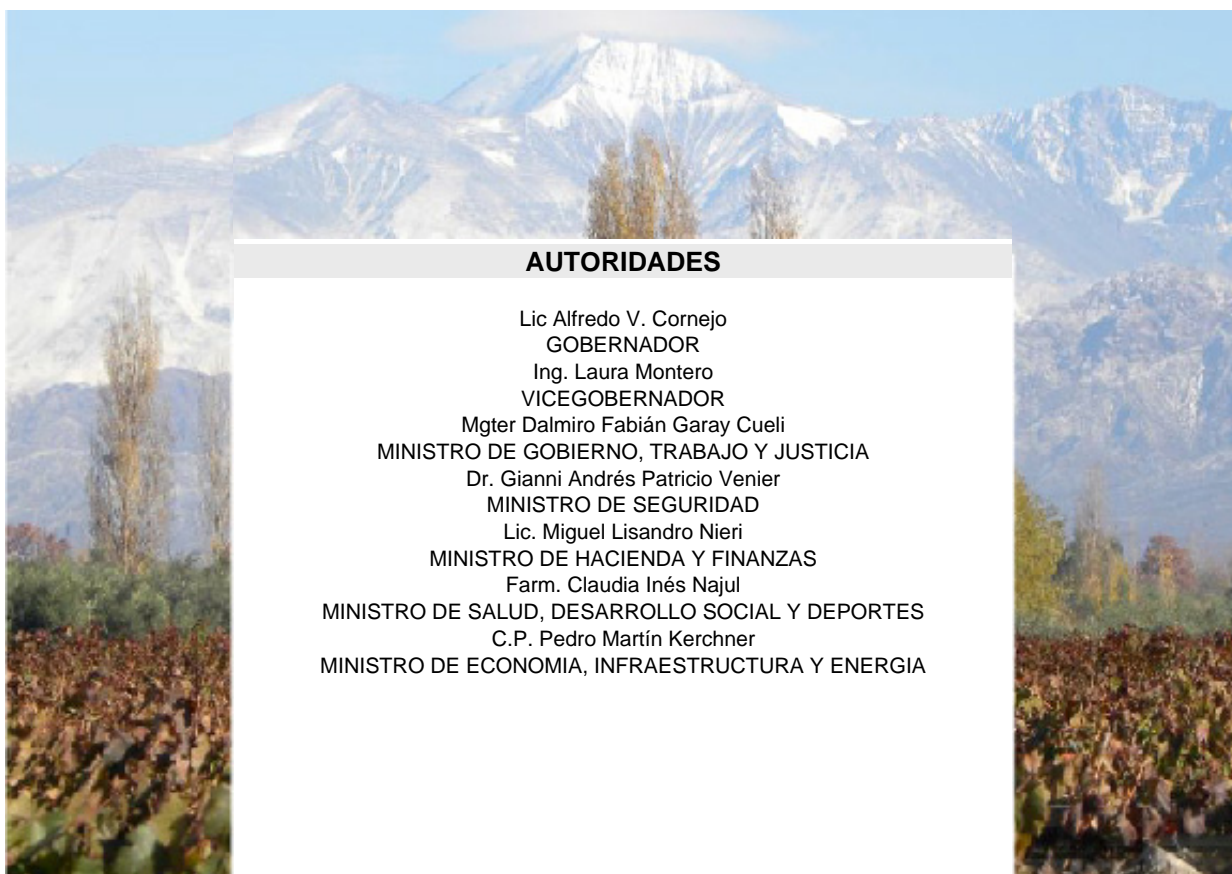 AUTORIDADES
Lic Alfredo V. Cornejo
GOBERNADOR
Ing. Laura Montero
VICEGOBERNADOR
Mgter Dalmiro Fabián Garay Cueli
MINISTRO DE GOBIERNO, TRABAJO Y JUSTICIA
Dr. Gianni Andrés Patricio Venier
MINISTRO DE SEGURIDAD
Lic. Miguel Lisandro Nieri
MINISTRO DE HACIENDA Y FINANZAS
Farm. Claudia Inés Najul
MINISTRO DE SALUD, DESARROLLO SOCIAL Y DEPORTES
C.P. Pedro Martín Kerchner
MINISTRO DE ECONOMIA, INFRAESTRUCTURA Y ENERGIA